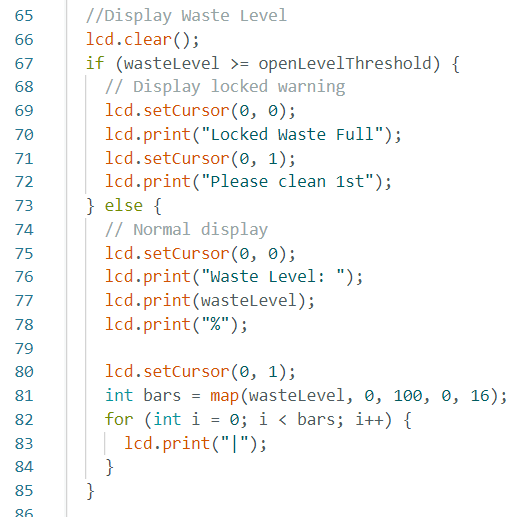 65 //Display Waste Level
66 lcd.clear();
67 if (wasteLevel >= openLevelThreshold) {
68 // Display locked warning
69 lcd.setCursor(0, 0);
70 lcd.print("Locked Waste Full");
71 lcd.setCursor(0, 1);
72 lcd.print("Please clean 1st");
73 } else {
74 // Normal display
75 lcd.setCursor(0, 0);
76 lcd.print("Waste Level: ");
77 lcd.print(wasteLevel);
78 lcd.print("%");
79
80 lcd.setCursor(0, 1);
81 int bars = map(wasteLevel, 0, 100, 0, 16);
82 for (int i = 0; i < bars; i++) {
83 lcd.print("|");
84 }
85 }
86